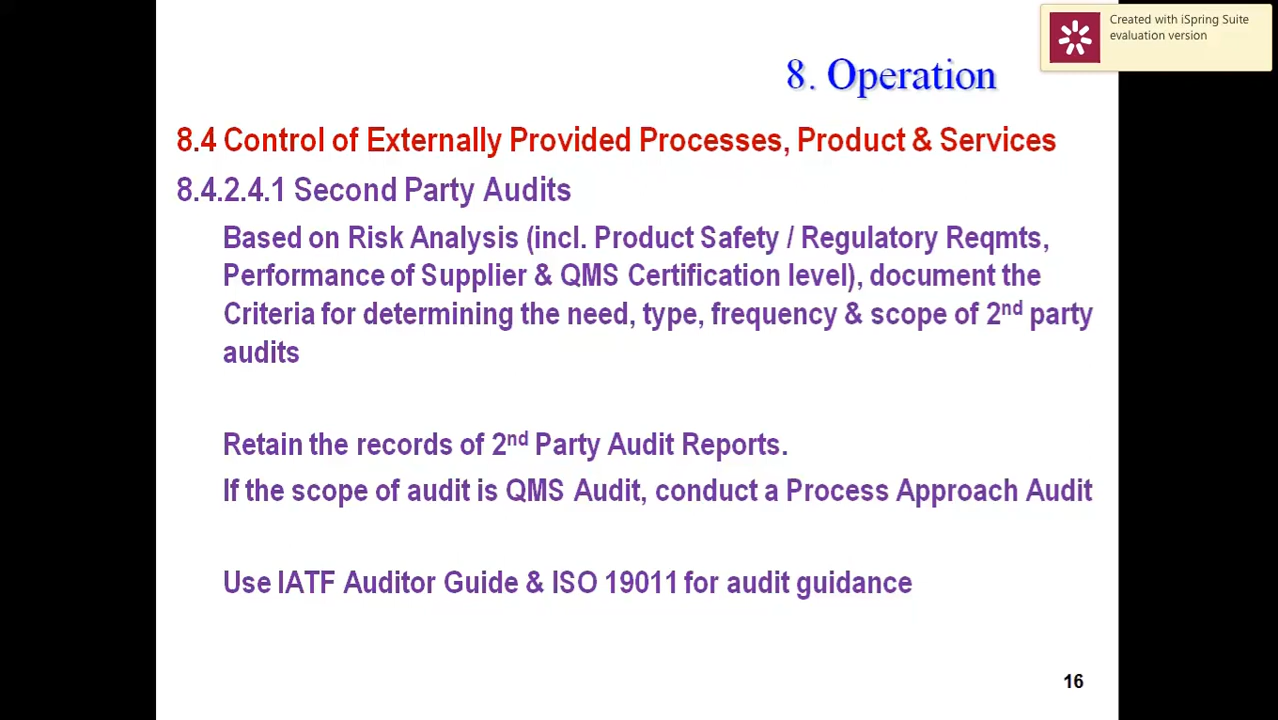 Created with iSpring Suite
evaluation version
8. Operation
8.4 Control of Externally Provided Processes, Product & Services
8.4.2.4.1 Second Party Audits
Based on Risk Analysis (incl. Product Safety / Regulatory Reqmts,
Performance of Supplier & QMS Certification level), document the
Criteria for determining the need, type, frequency & scope of 2nd party
audits
Retain the records of 2nd Party Audit Reports.
If the scope of audit is QMS Audit, conduct a Process Approach Audit
Use IATF Auditor Guide & ISO 19011 for audit guidance
16